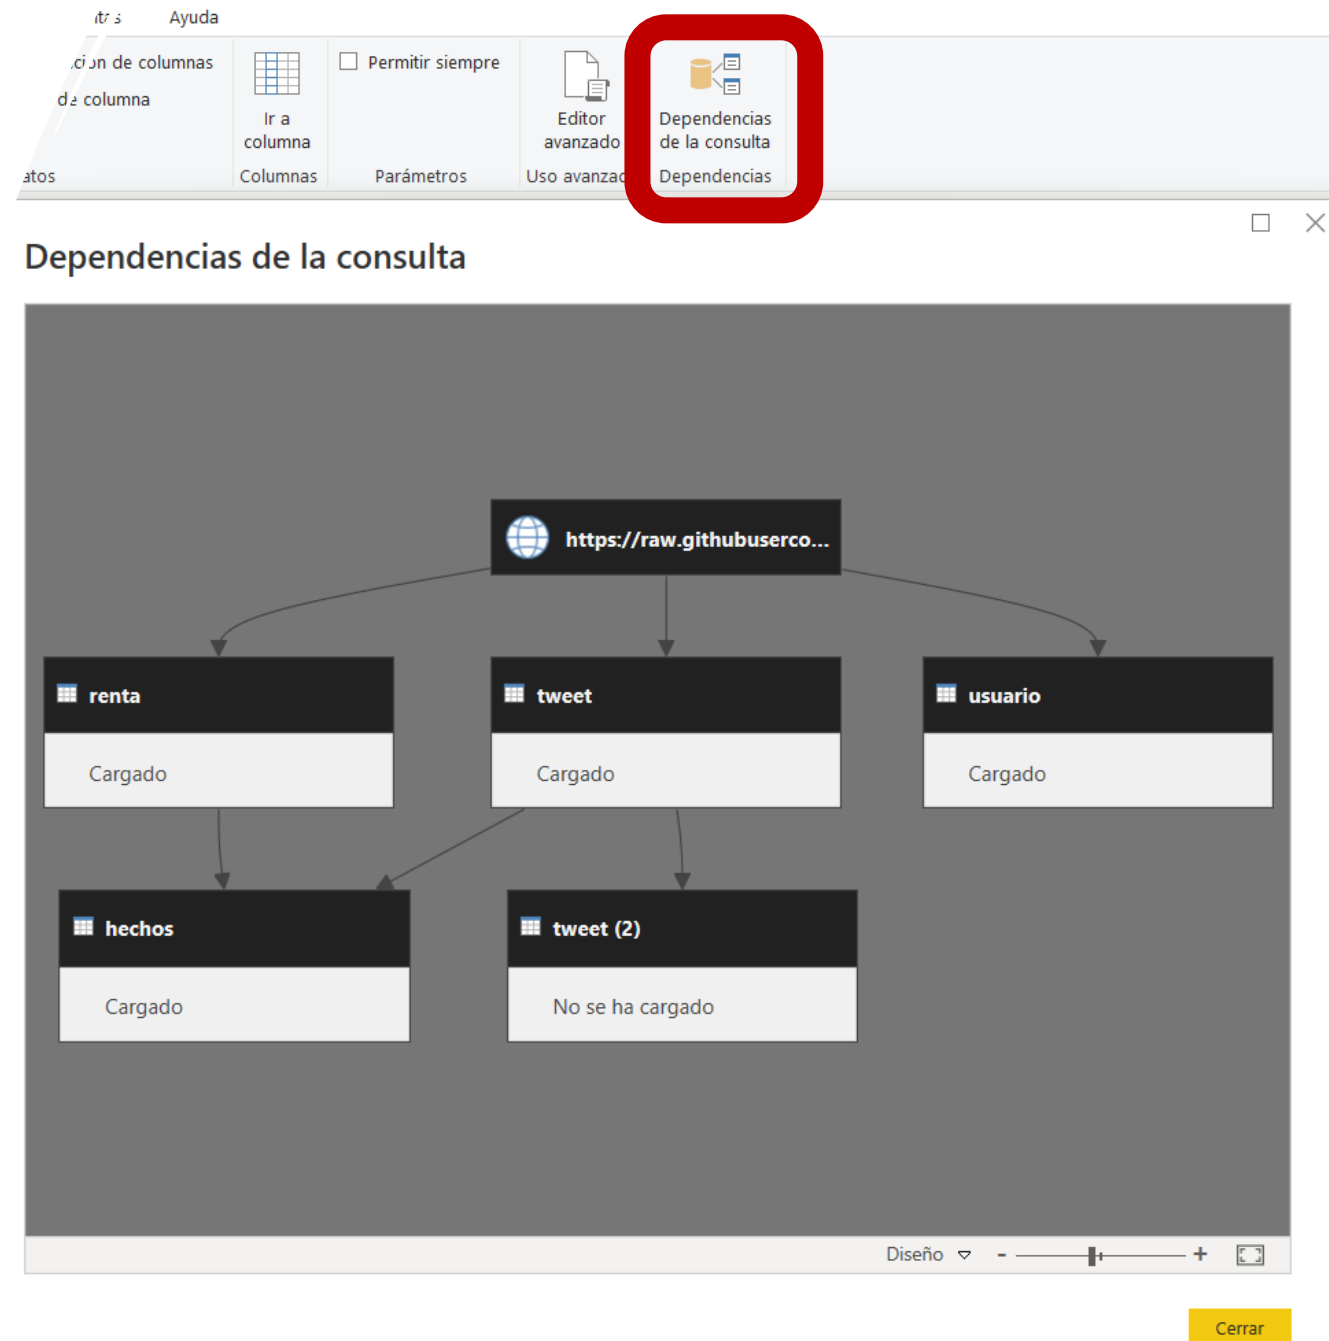 Ayuda
de columnas
columna
Ir a
columna
Columnas
Permitir siempre
Parámetros
Editor
avanzado
Uso avanzad
Dependencias
de la consulta
Dependencias
Dependencias de la consulta
https://raw.githubuserco...
renta
Cargado
tweet
Cargado
usuario
Cargado
hechos
Cargado
tweet (2)
No se ha cargado
Diseño
- +
Cerrar